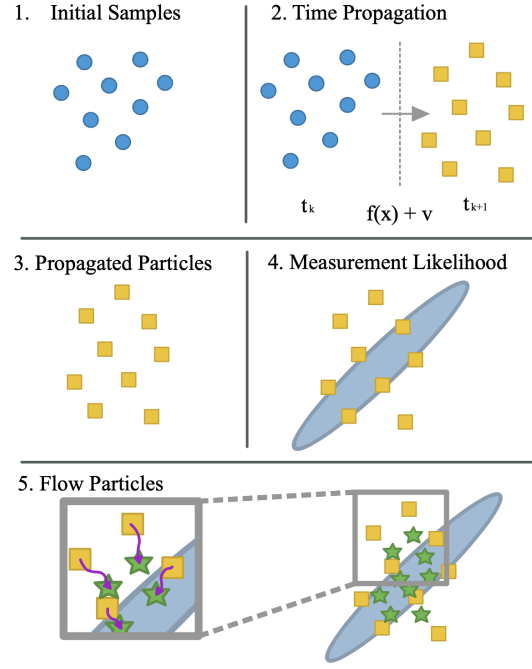 1. Initial Samples
2. Time Propagation
tk
f(x) + v
tk+1
3. Propagated Particles
4. Measurement Likelihood
5. Flow Particles